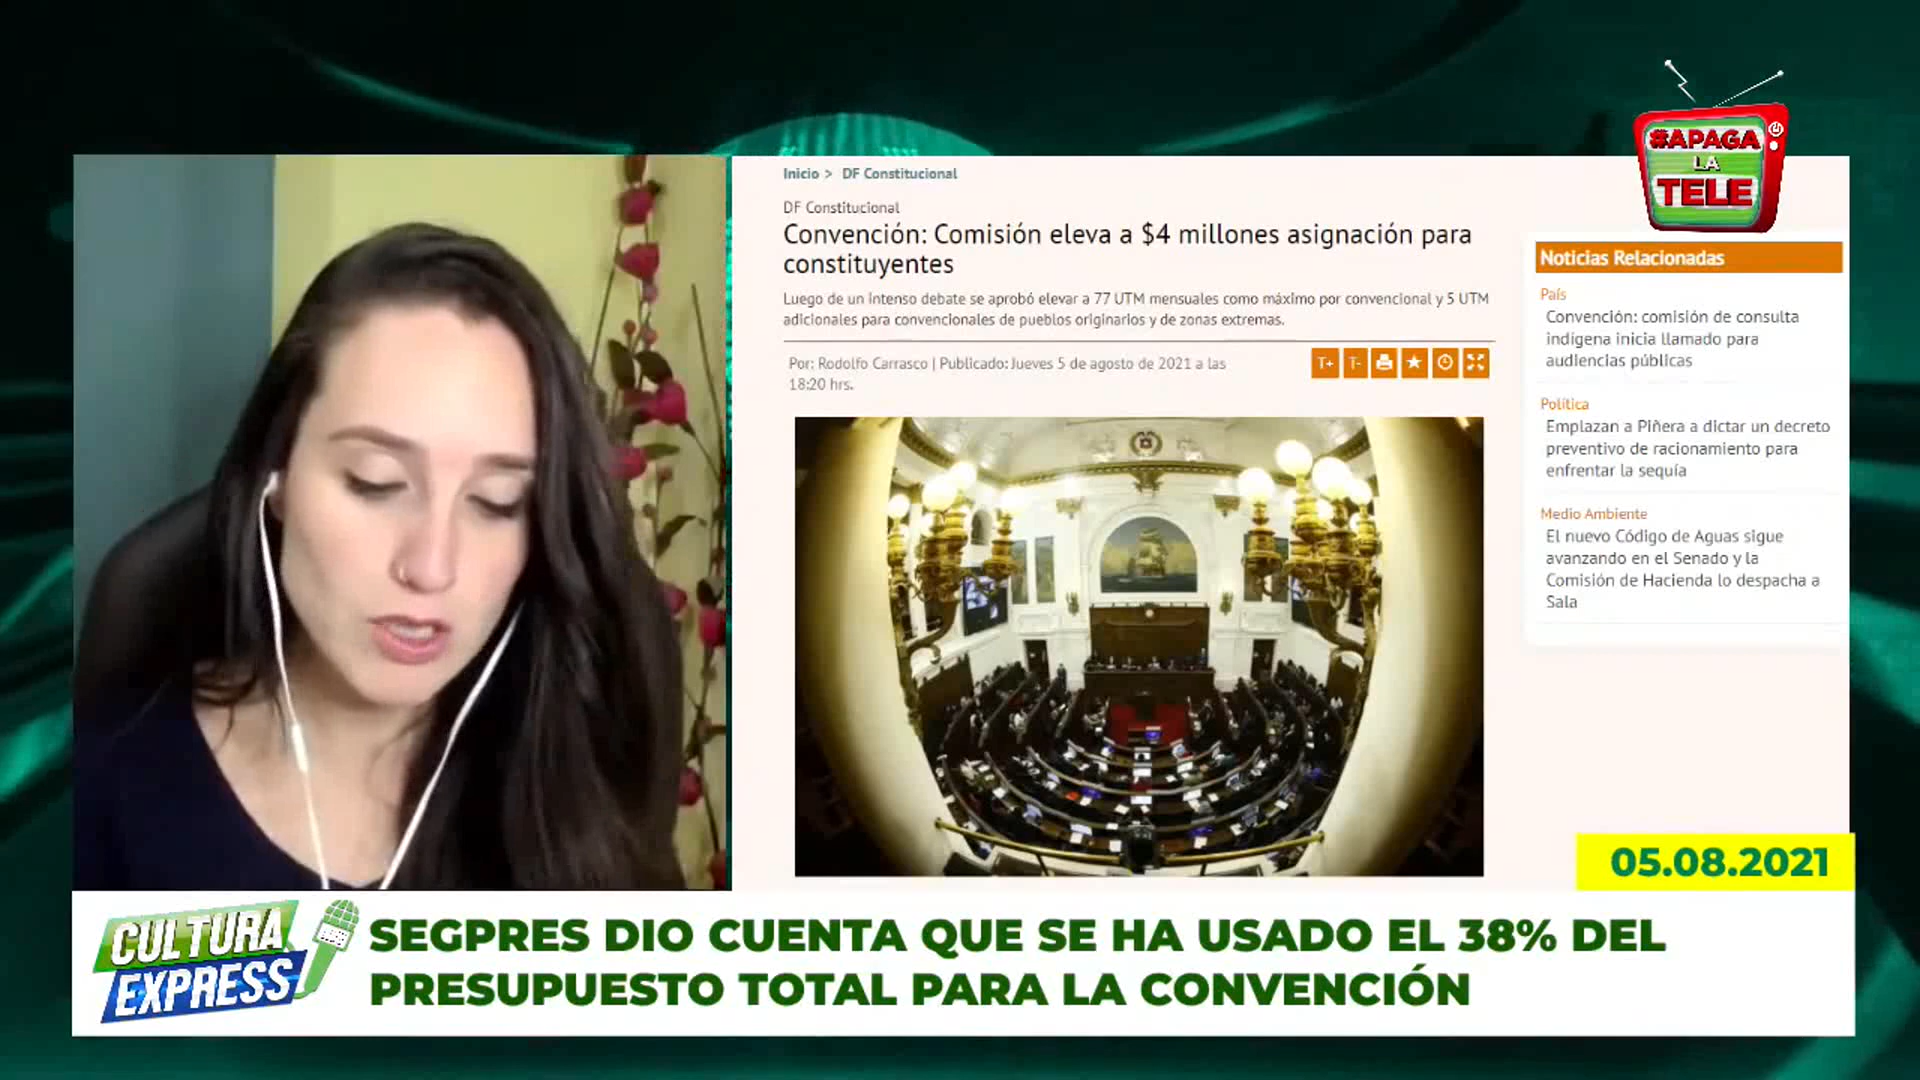 #APAGA
LA
TELE
Inicio > DF Constitucional
DF Constitucional
Convención: Comisión eleva a $4 millones asignación para
constituyentes
Luego de un intenso debate se aprobó elevar a 77 UTM mensuales como máximo por convencional y 5 UTM
adicionales para convencionales de pueblos originarios y de zonas extremas.
Por: Rodolfo Carrasco | Publicado: Jueves 5 de agosto de 2021 a las
18:20 hrs.
T+ T-
Noticias Relacionadas
País
Convención: comisión de consulta
indígena inicia llamado para
audiencias públicas
Política
Emplazan a Piñera a dictar un decreto
preventivo de racionamiento para
enfrentar la sequía
Medio Ambiente
El nuevo Código de Aguas sigue
avanzando en el Senado y la
Comisión de Hacienda lo despacha a
Sala
05.08.2021
CULTURA
EXPRESS
SEGPRES DIO CUENTA QUE SE HA USADO EL 38% DEL
PRESUPUESTO TOTAL PARA LA CONVENCIÓN